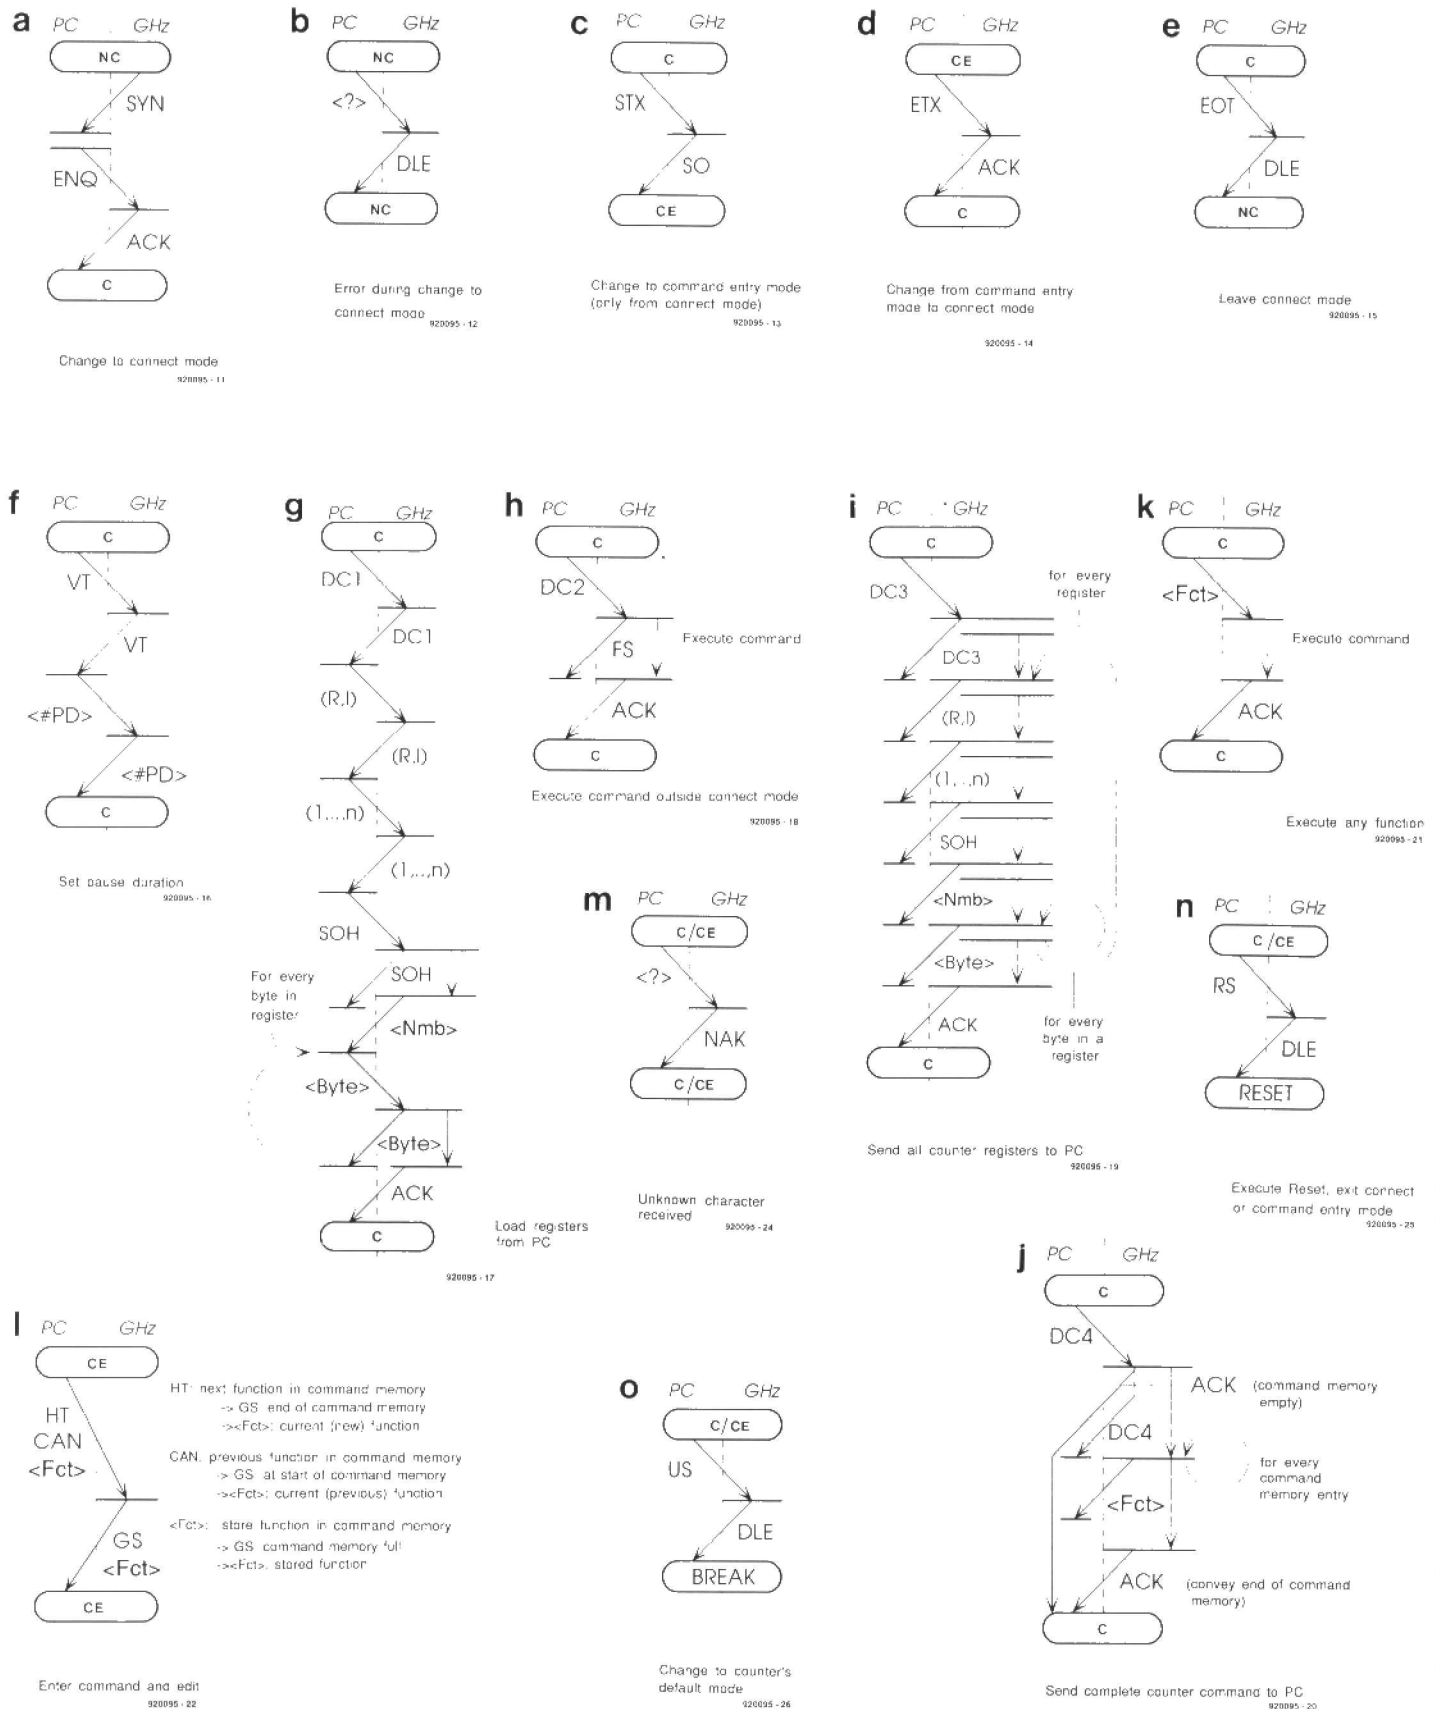 a
PC GHz
NC
SYN
ENQ
ACK
C
Change to connect mode
920095 - 11
b
PC GHz
NC
<?>
DLE
NC
Error during change to
connect mode
920095 - 12
c
PC GHz
C
STX
SO
CE
Change to command entry mode
(only from connect mode)
920095 - 13
d
PC GHz
CE
ETX
ACK
C
Change from command entry
mode to connect mode
920095 - 14
e
PC GHz
C
EOT
DLE
NC
Leave connect mode
920095 - 15
f
PC GHz
C
VT
VT
<#PD>
<#PD>
C
Set pause duration
920095 - 16
g
PC GHz
C
DC1
DC1
(R,I)
(R,I)
(1,...n)
(1,..,n)
SOH
SOH
For every
byte in
register
<Nmb>
<Byte>
<Byte>
ACK
C
Load registers
from PC
920095 - 17
h
PC GHz
C
DC2
Execute command
FS
ACK
C
Execute command outside connect mode
920095 - 18
i
PC GHz
C
DC3
for every
register
DC3
(R,I)
(1,..,n)
SOH
<Nmb>
<Byte>
ACK
for every
byte in a
register
C
Send all counter registers to PC
920095 - 19
k
PC GHz
C
<Fct>
Execute command
ACK
C
Execute any function
920095 - 21
m
PC GHz
C/CE
<?>
NAK
C/CE
Unknown character
received
920095 - 24
n
PC GHz
C/CE
RS
DLE
RESET
Execute Reset, exit connect
or command entry mode
920095 - 25
j
PC GHz
C
DC4
ACK (command memory
empty)
DC4
for every
command
memory entry
<Fct>
ACK (convey end of command
memory)
C
Send complete counter command to PC
920095 - 20
l
PC GHz
CE
HT
CAN
<Fct>
GS
<Fct>
CE
HT: next function in command memory
-> GS end of command memory
-><Fct>: current (new) function
CAN: previous function in command memory
-> GS at start of command memory
-><Fct>: current (previous) function
<Fct>: store function in command memory
-> GS command memory full
-><Fct>: stored function
Enter command and edit
920095 - 22
o
PC GHz
C/CE
US
DLE
BREAK
Change to counter's
default mode
920095 - 26